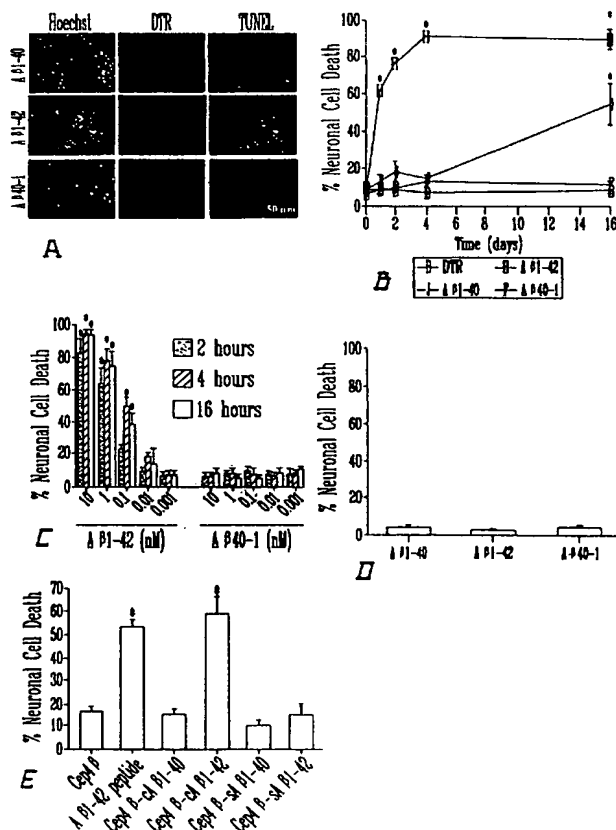 Hoechst DTR TUNEL
A β1-40
A β1-42
A β40-1
50 μm
A
% Neuronal Cell Death
100
80
60
40
20
0
0 2 4 6 8 10 12 14 16
Time (days)
DTR A β1-42
A β1-40 A β40-1
B
% Neuronal Cell Death
100
80
60
40
20
0
2 hours
4 hours
16 hours
10 1 0.1 0.01 0.001 10 1 0.1 0.01 0.001
A β1-42 (nM) A β40-1 (nM)
C
% Neuronal Cell Death
100
80
60
40
20
0
A β1-40 A β1-42 A β40-1
D
% Neuronal Cell Death
70
60
50
40
30
20
10
0
Cep4 β
A β1-42 peptide
Cep4 β-cA β1-40
Cep4 β-cA β1-42
Cep4 β-sA β1-40
Cep4 β-sA β1-42
E